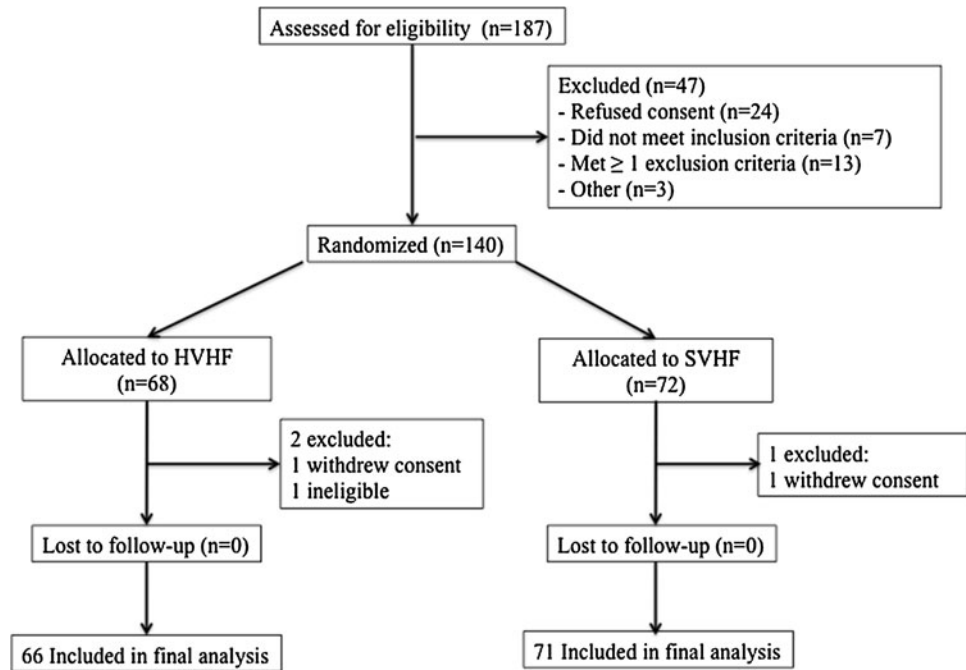 Assessed for eligibility (n=187)
Excluded (n=47)
- Refused consent (n=24)
- Did not meet inclusion criteria (n=7)
- Met ≥ 1 exclusion criteria (n=13)
- Other (n=3)
Randomized (n=140)
Allocated to HVHF
(n=68)
Allocated to SVHF
(n=72)
2 excluded:
1 withdrew consent
1 ineligible
1 excluded:
1 withdrew consent
Lost to follow-up (n=0)
Lost to follow-up (n=0)
66 Included in final analysis
71 Included in final analysis